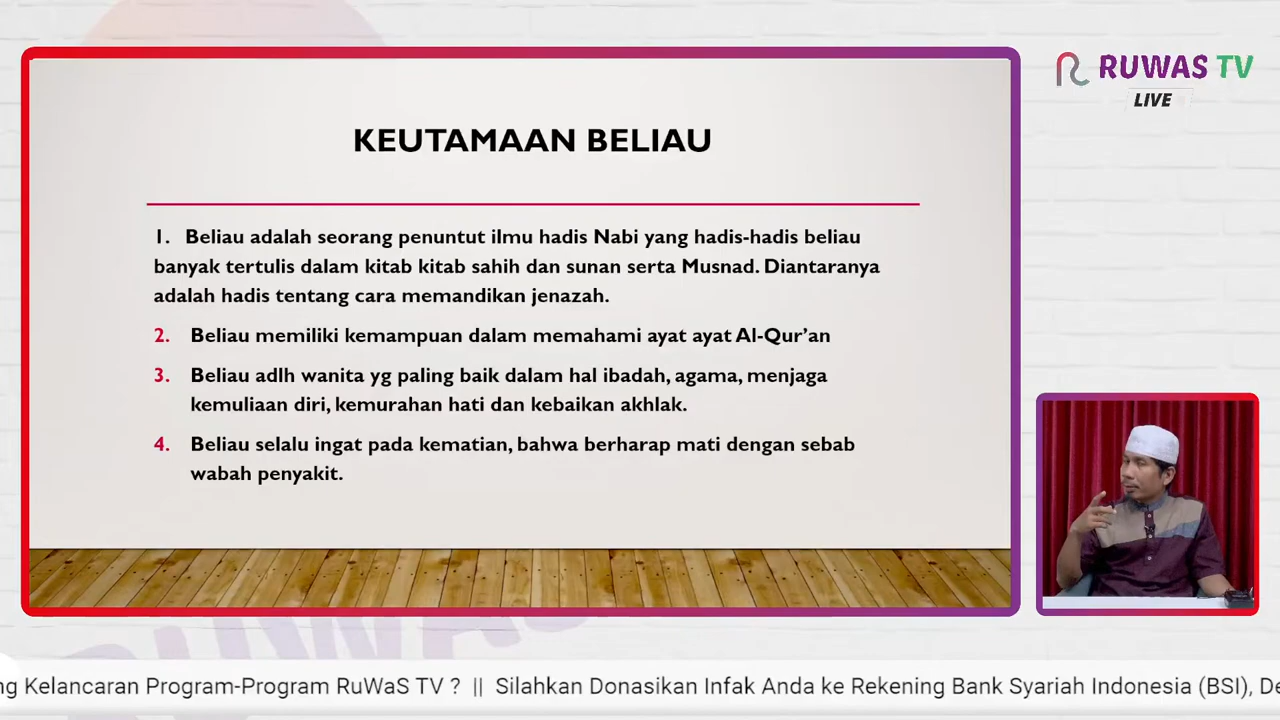 RUWAS TV
LIVE
KEUTAMAAN BELIAU
1. Beliau adalah seorang penuntut ilmu hadis Nabi yang hadis-hadis beliau
banyak tertulis dalam kitab kitab sahih dan sunan serta Musnad. Diantaranya
adalah hadis tentang cara memandikan jenazah.
2. Beliau memiliki kemampuan dalam memahami ayat ayat Al-Qur’an
3. Beliau adlh wanita yg paling baik dalam hal ibadah, agama, menjaga
kemuliaan diri, kemurahan hati dan kebaikan akhlak.
4. Beliau selalu ingat pada kematian, bahwa berharap mati dengan sebab
wabah penyakit.
ng Kelancaran Program-Program RuWaS TV ? || Silahkan Donasikan Infak Anda ke Rekening Bank Syariah Indonesia (BSI), De